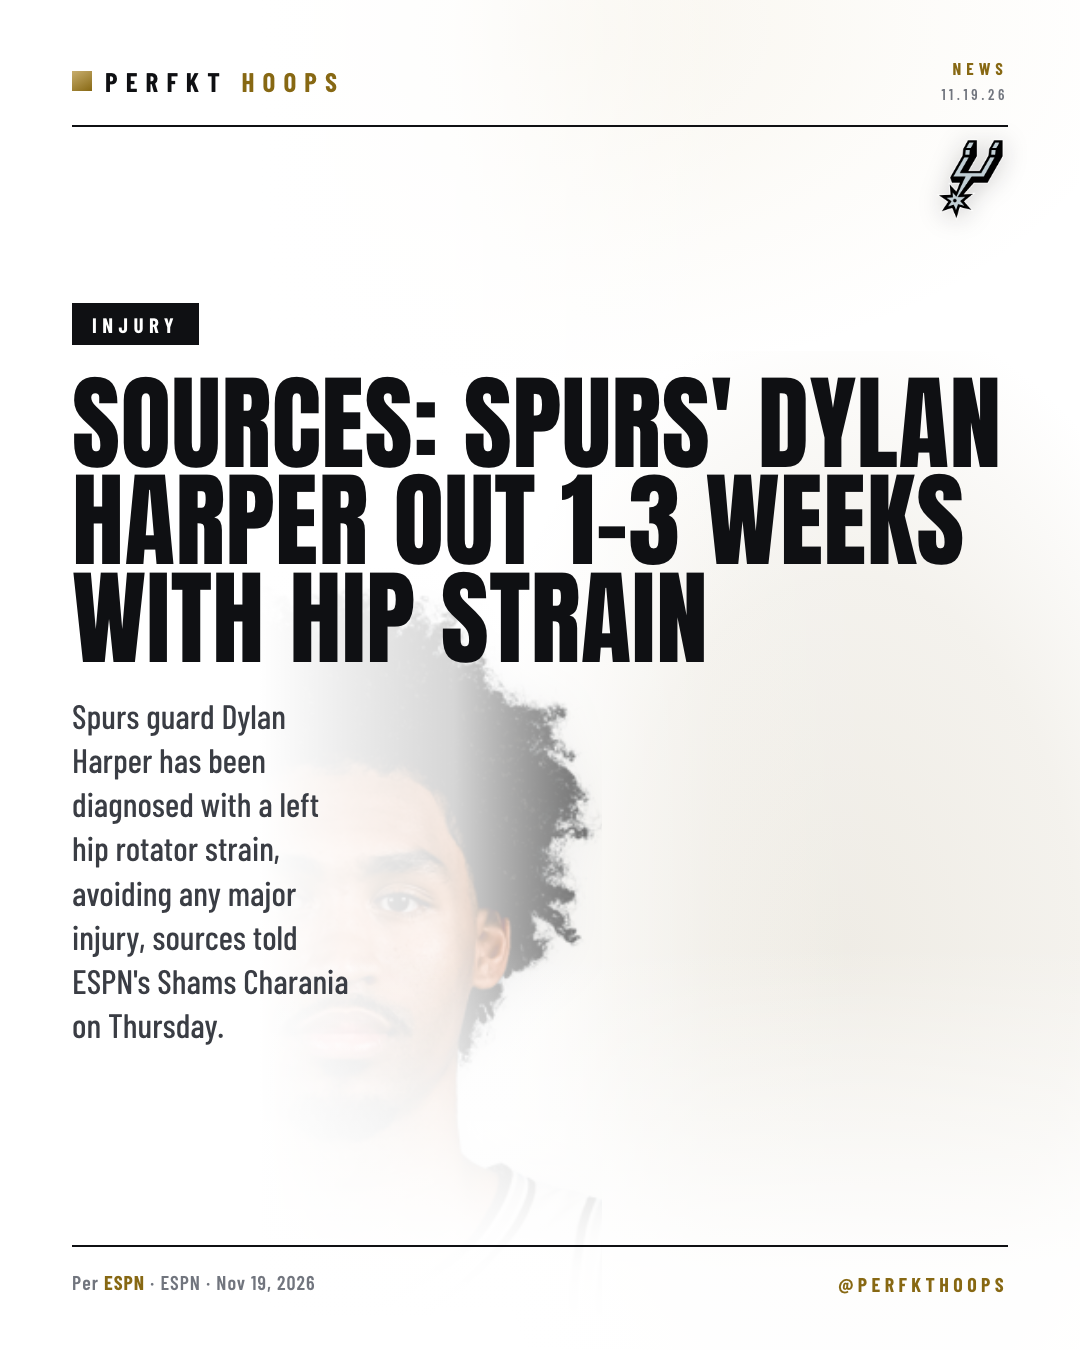 PERFKT HOOPS
NEWS
11.19.26
INJURY
SOURCES: SPURS' DYLAN
HARPER OUT 1-3 WEEKS
WITH HIP STRAIN
Spurs guard Dylan
Harper has been
diagnosed with a left
hip rotator strain,
avoiding any major
injury, sources told
ESPN's Shams Charania
on Thursday.
Per ESPN · ESPN · Nov 19, 2026
@PERFKTHOOPS